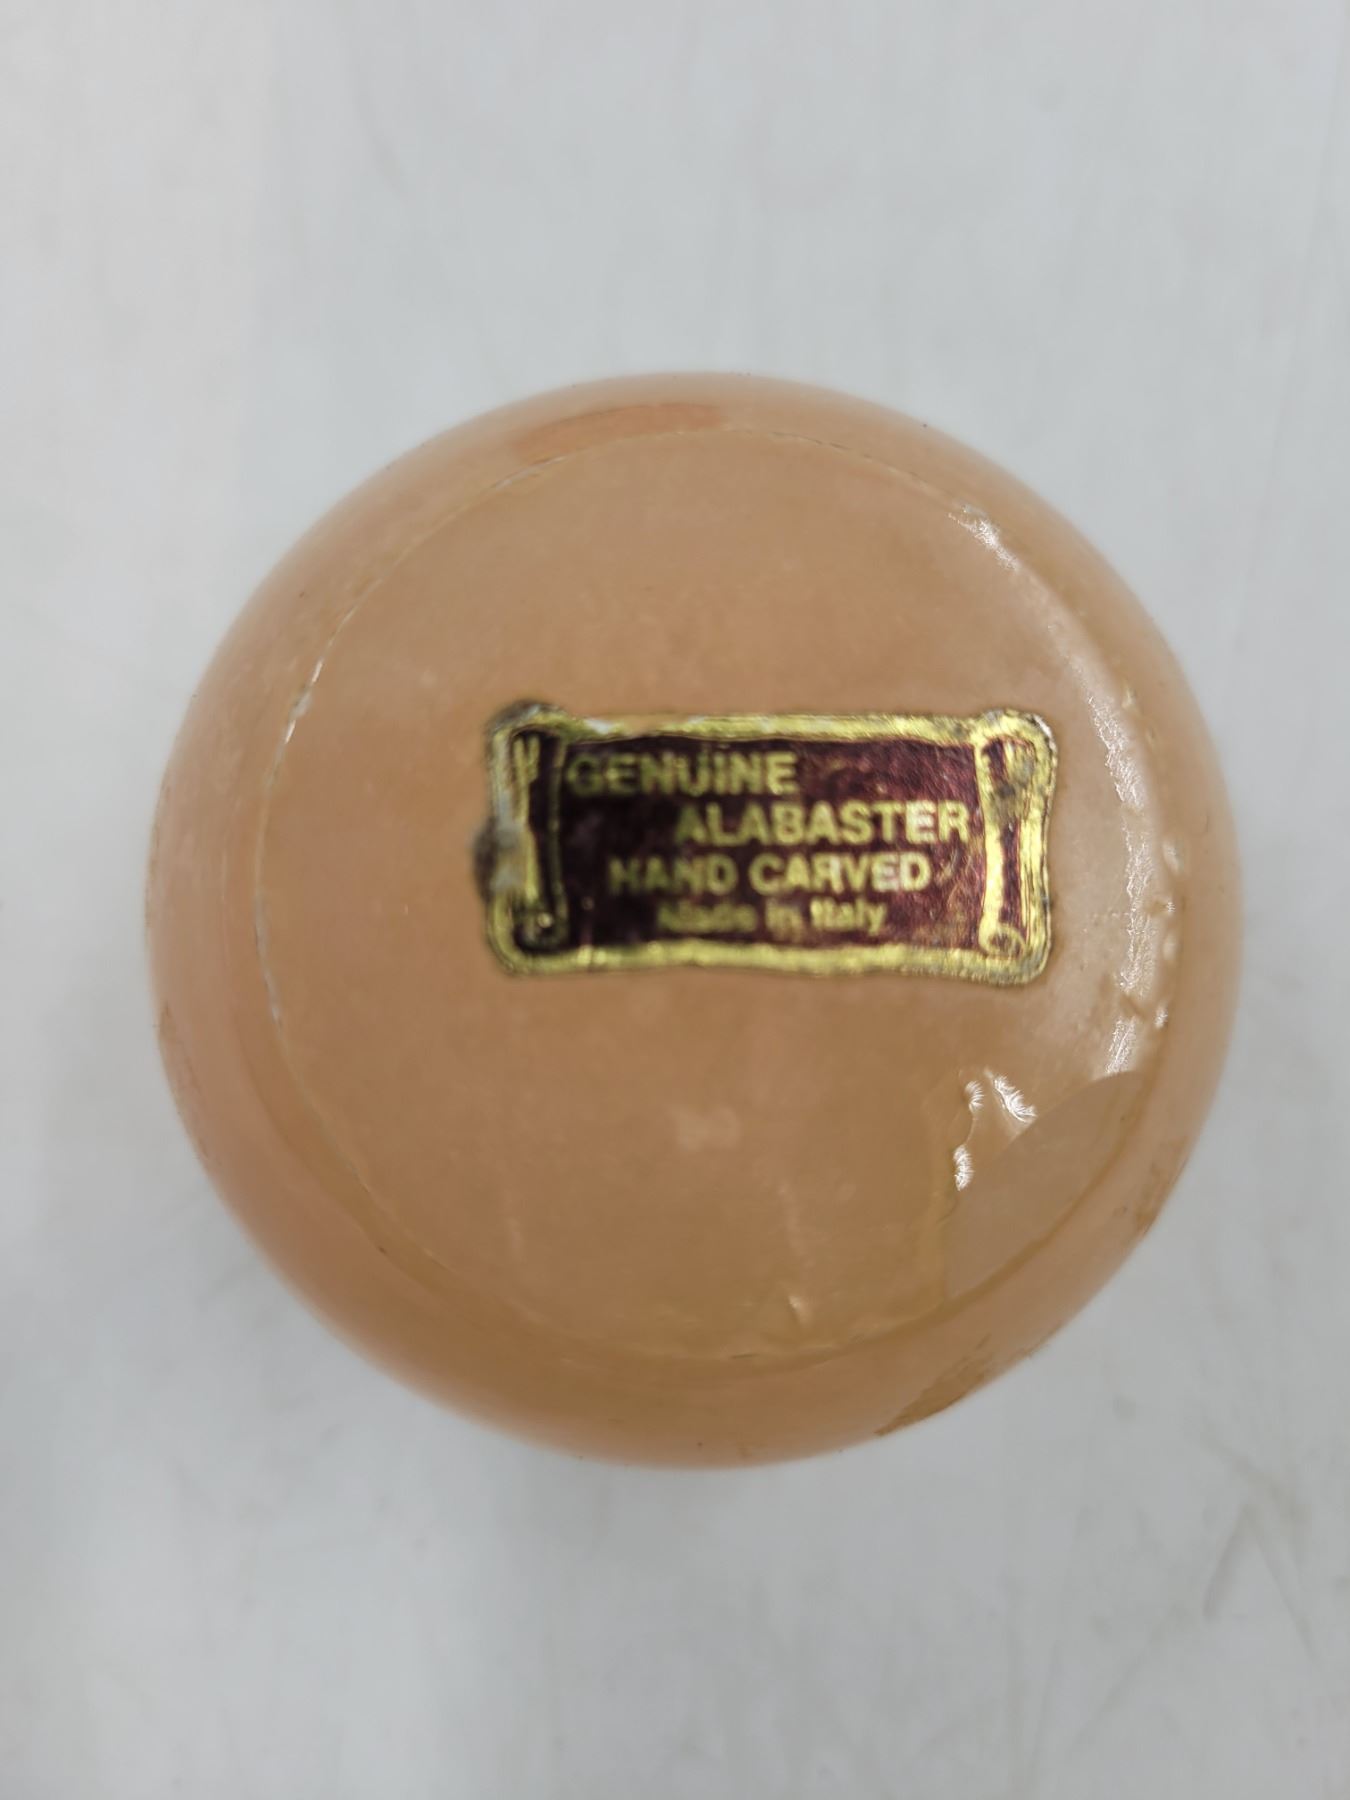 GENUINE
ALABASTER
HAND CARVED
Made in Italy